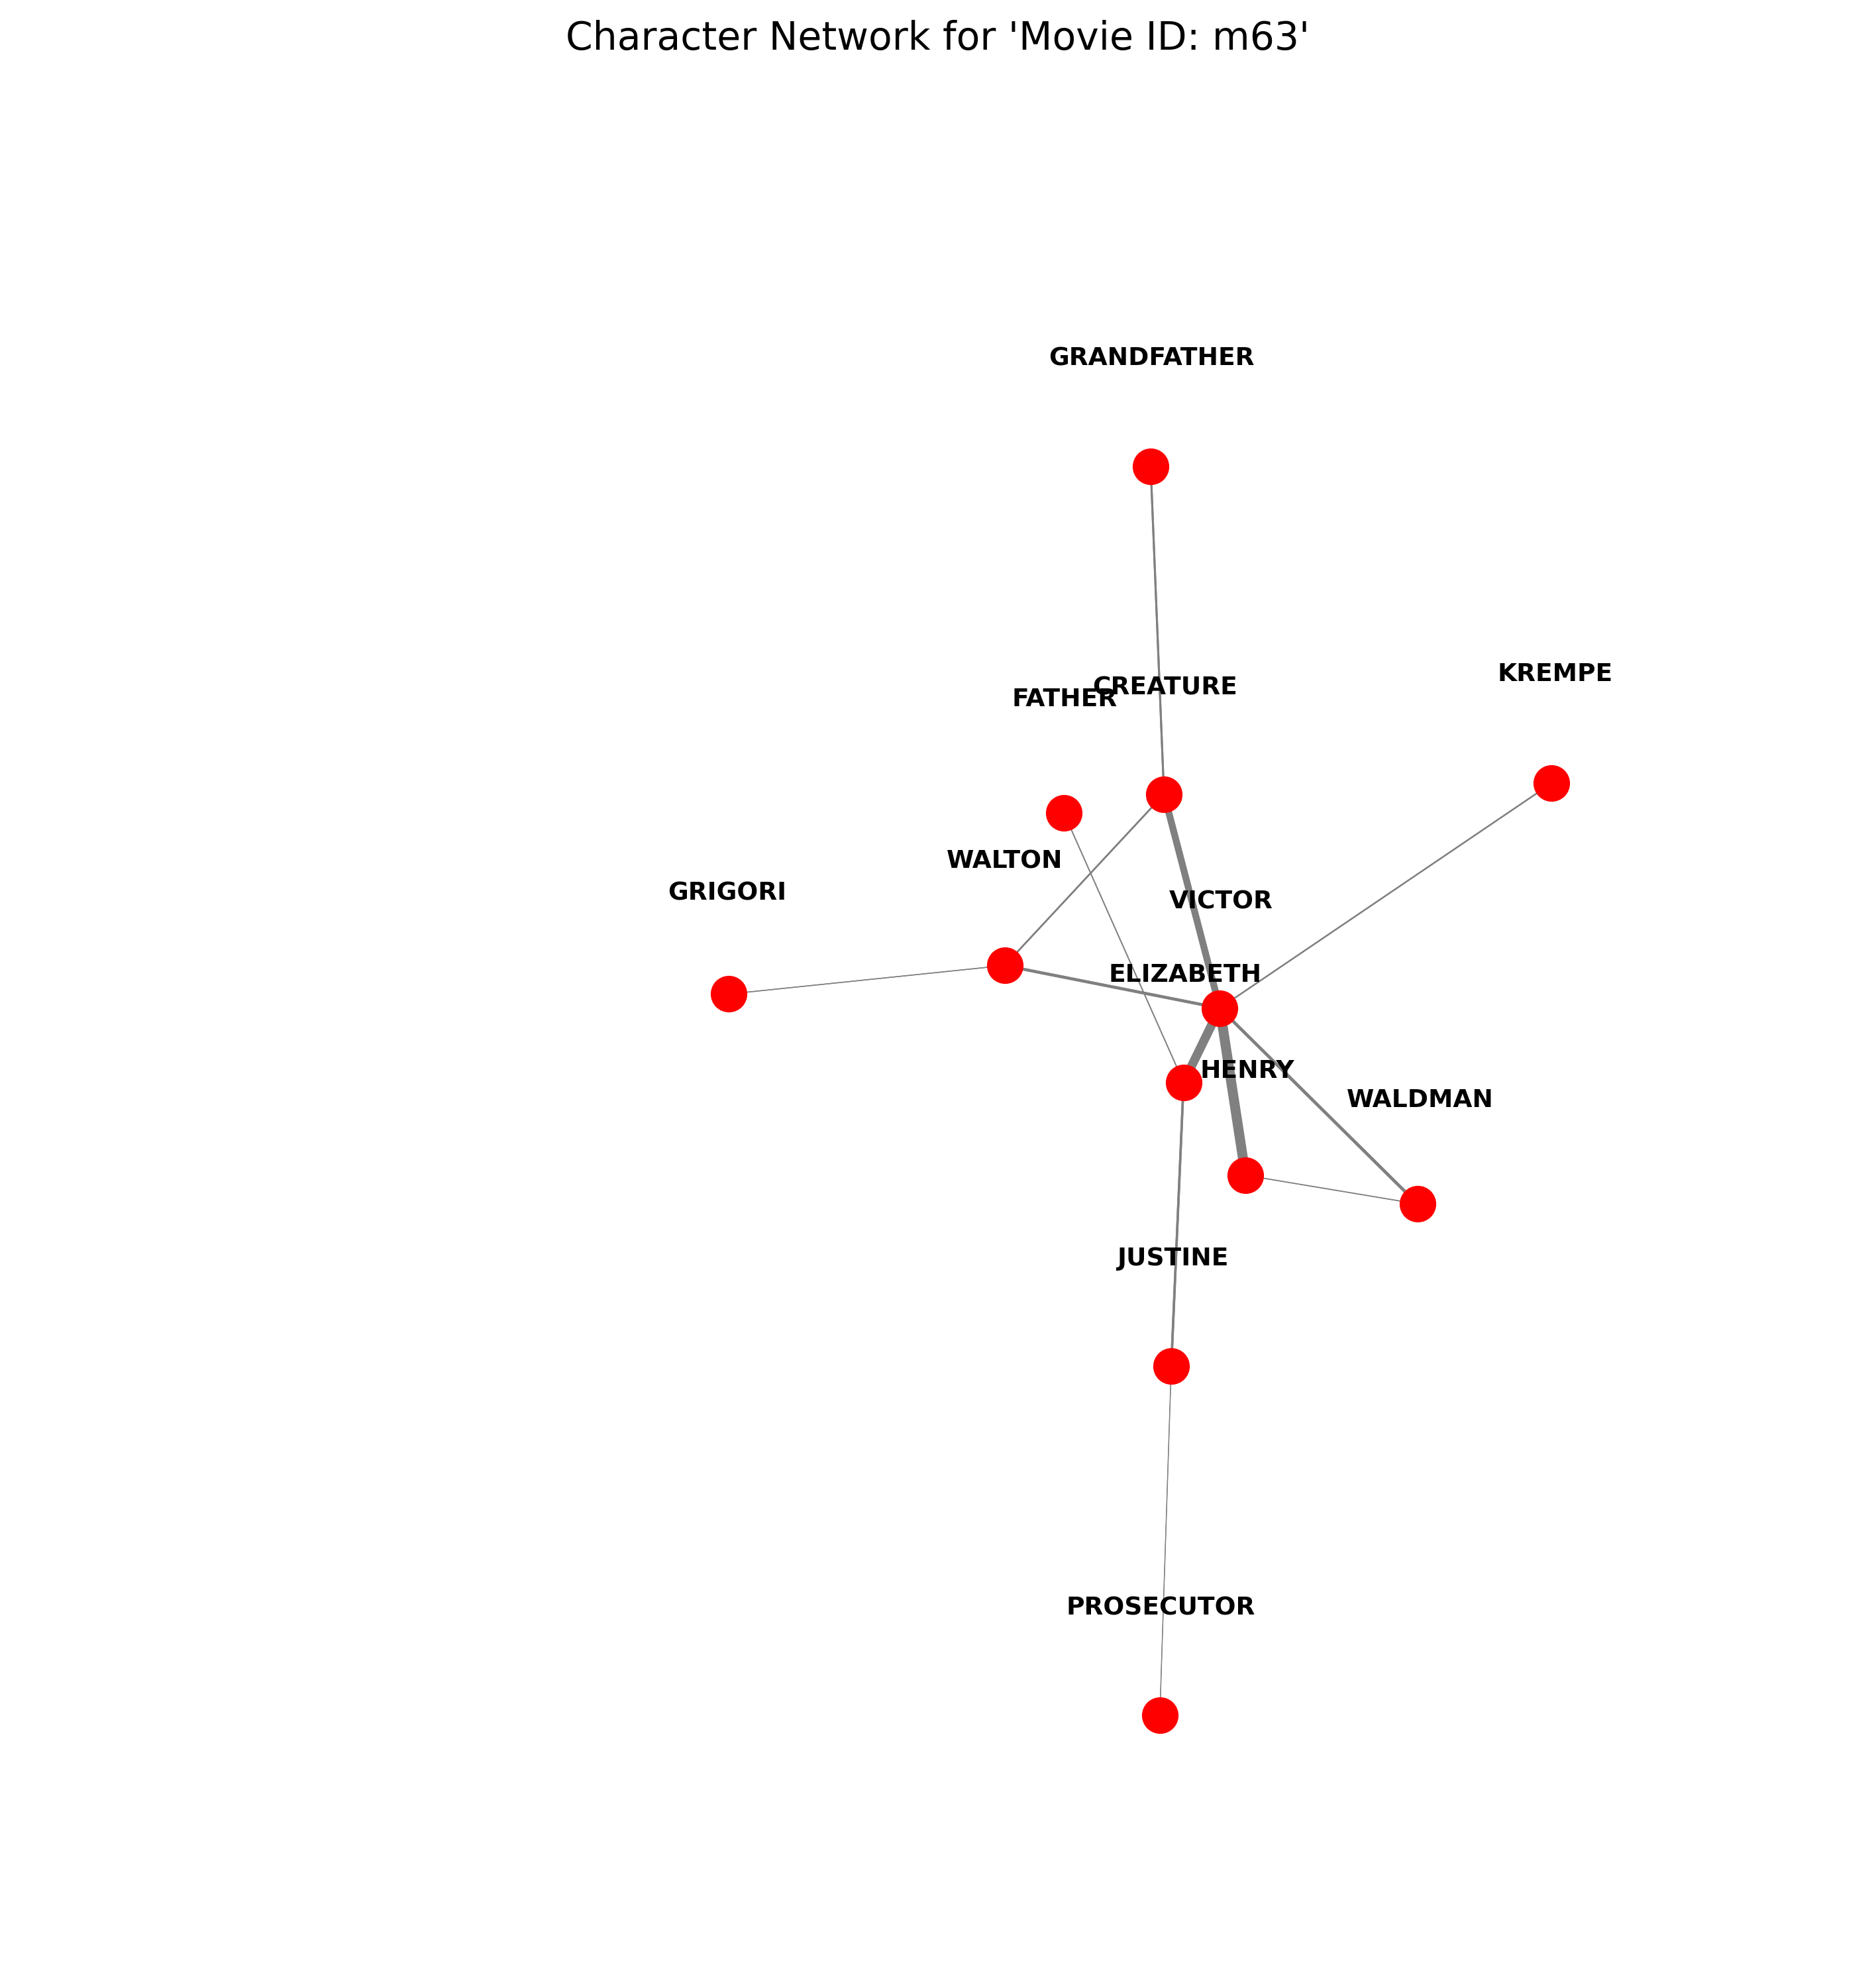 Character Network for 'Movie ID: m63'
GRANDFATHER
KREMPE
CREATURE
FATHER
WALTON
GRIGORI
VICTOR
ELIZABETH
HENRY
WALDMAN
JUSTINE
PROSECUTOR